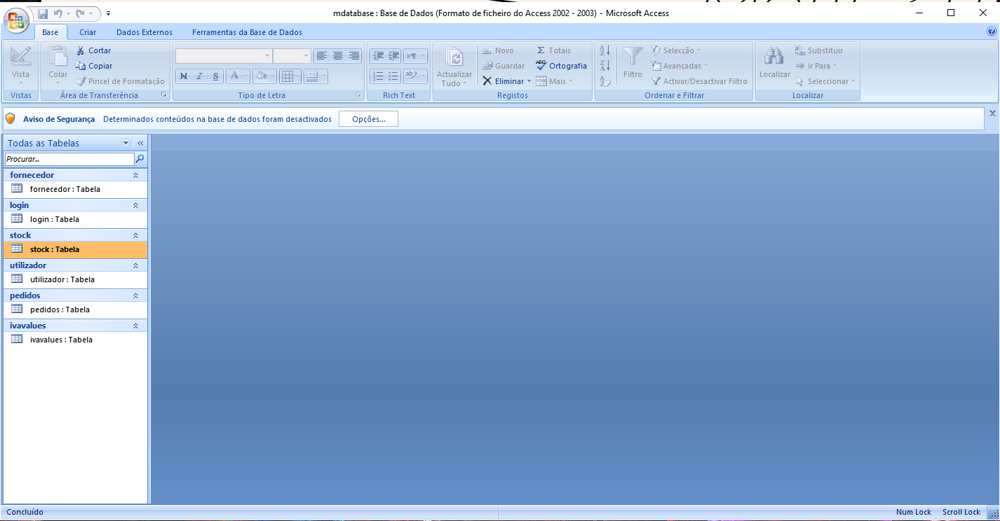 mdatabase : Base de Dados (Formato de ficheiro do Access 2002 - 2003) - Microsoft Access
Base Criar Dados Externos Ferramentas da Base de Dados
Vista
Vistas
Colar
Cortar
Copiar
Pincel de Formatação
Área de Transferência
N I S A
Tipo de Letra
ab
Rich Text
Actualizar
Tudo
Novo
Guardar
Eliminar
Σ Totais
ABC Ortografia
Mais
Registos
A
Z
Z
A
A
Z
Filtro
Selecção
Avançadas
Activar/Desactivar Filtro
Ordenar e Filtrar
Localizar
Substituir
Ir Para
Seleccionar
Localizar
Aviso de Segurança Determinados conteúdos na base de dados foram desactivados Opções...
Todas as Tabelas
Procurar...
fornecedor
fornecedor : Tabela
login
login : Tabela
stock
stock : Tabela
utilizador
utilizador : Tabela
pedidos
pedidos : Tabela
ivavalues
ivavalues : Tabela
Concluído Num Lock Scroll Lock